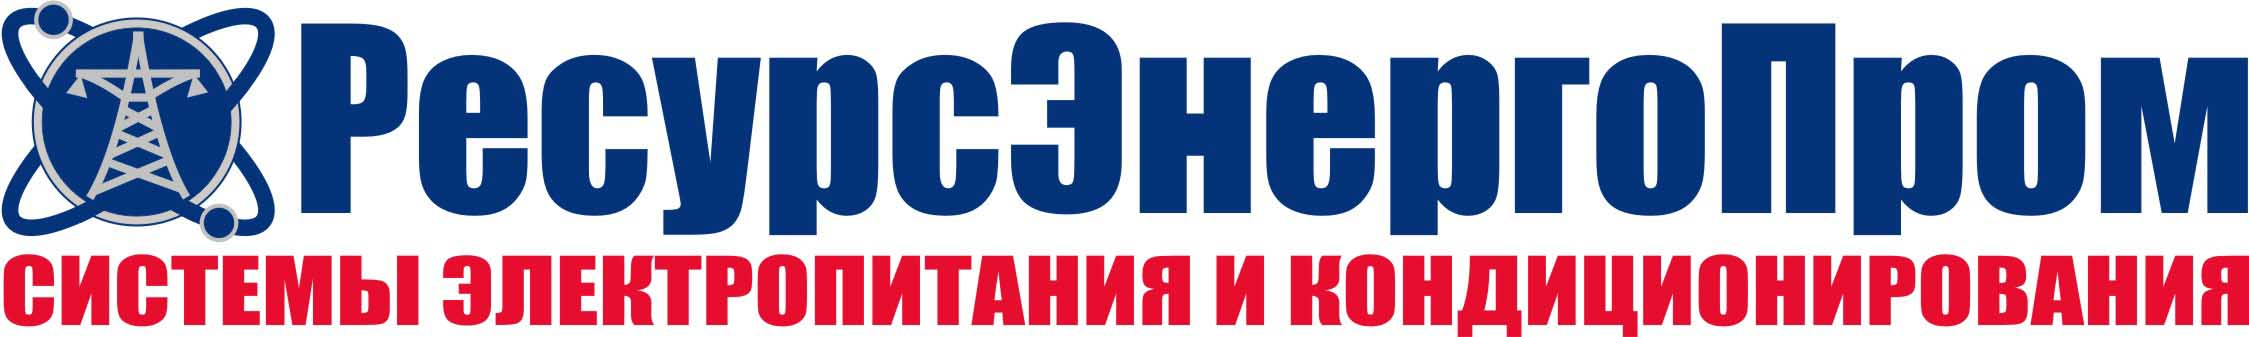 РесурсЭнергоПром
СИСТЕМЫ ЭЛЕКТРОПИТАНИЯ И КОНДИЦИОНИРОВАНИЯ